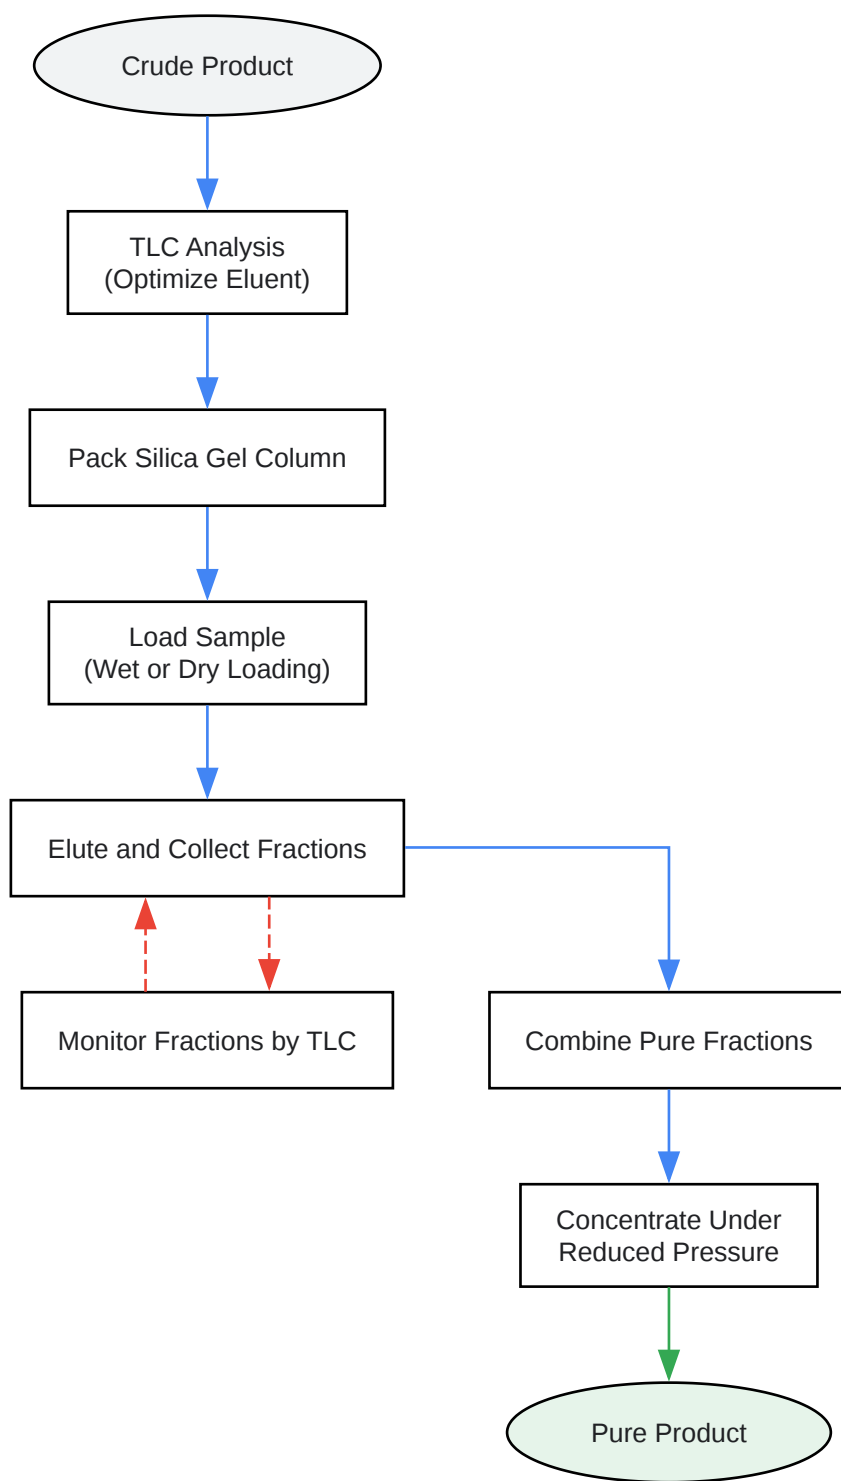 Crude Product
TLC Analysis
(Optimize Eluent)
Pack Silica Gel Column
Load Sample
(Wet or Dry Loading)
Elute and Collect Fractions
Monitor Fractions by TLC
Combine Pure Fractions
Concentrate Under
Reduced Pressure
Pure Product